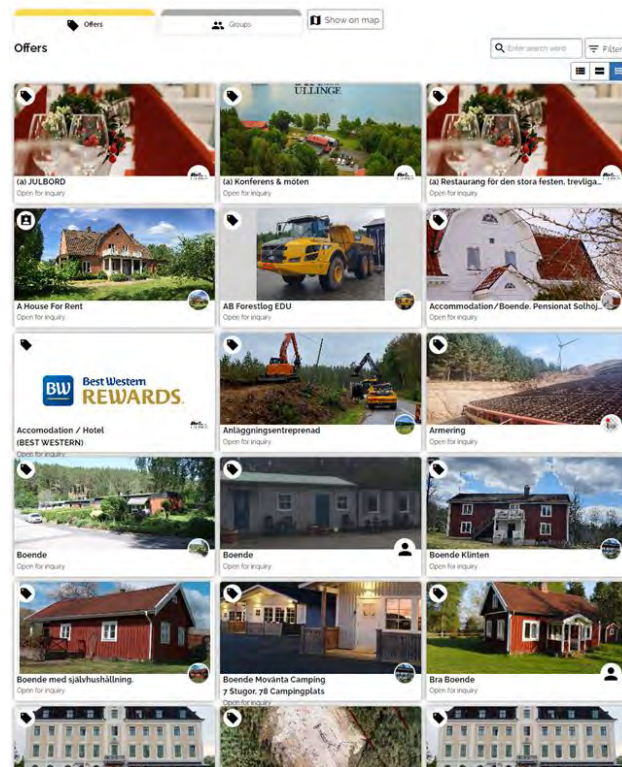 Offers
Groups
Show on map
Offers
Enter search word
Filter
ULLINGE
(a) JULBORD
Open for inquiry
(a) Konferens & möten
Open for inquiry
(a) Restaurang för den stora festen, trevliga...
Open for inquiry
A House For Rent
Open for inquiry
AB Forestlog EDU
Open for inquiry
Accommodation/Boende. Pensionat Solhöj...
Open for inquiry
BW Best Western
REWARDS.
Accomodation / Hotel
(BEST WESTERN)
Open for inquiry
Anläggningsentreprenad
Open for inquiry
Armering
Open for inquiry
Boende
Open for inquiry
Boende
Open for inquiry
Boende Klinten
Open for inquiry
Boende med självhushållning.
Open for inquiry
Boende Movänta Camping
7 Stugor, 78 Campingplats
Open for inquiry
Bra Boende
Open for inquiry